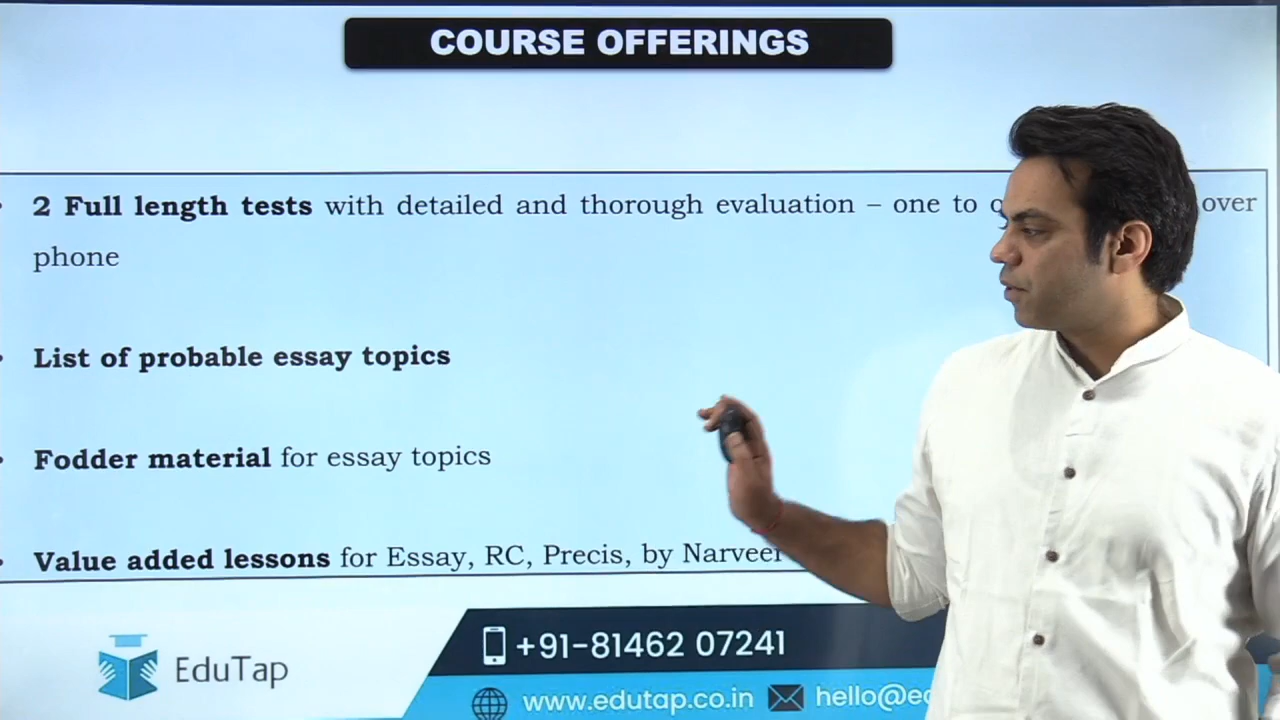 COURSE OFFERINGS
2 Full length tests with detailed and thorough evaluation – one to over
phone
List of probable essay topics
Fodder material for essay topics
Value added lessons for Essay, RC, Precis, by Narveer
EduTap
+91-81462 07241
www.edutap.co.in